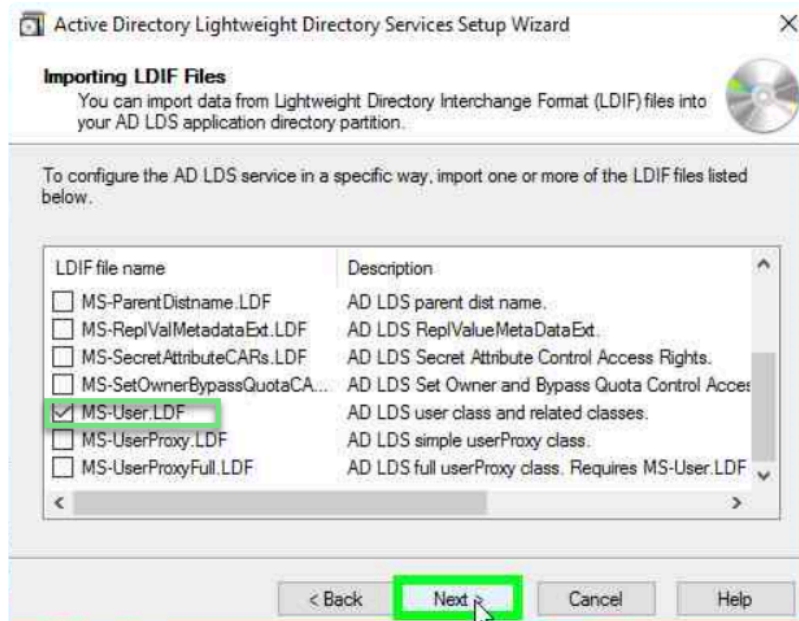 Active Directory Lightweight Directory Services Setup Wizard
Importing LDIF Files
You can import data from Lightweight Directory Interchange Format (LDIF) files into
your AD LDS application directory partition.
To configure the AD LDS service in a specific way, import one or more of the LDIF files listed
below.
LDIF file name Description
MS-ParentDistname.LDF AD LDS parent dist name.
MS-ReplValMetadataExt.LDF AD LDS ReplValueMetaDataExt.
MS-SecretAttributeCARs.LDF AD LDS Secret Attribute Control Access Rights.
MS-SetOwnerBypassQuotaCA... AD LDS Set Owner and Bypass Quota Control Acces
MS-User.LDF AD LDS user class and related classes.
MS-UserProxy.LDF AD LDS simple userProxy class.
MS-UserProxyFull.LDF AD LDS full userProxy class. Requires MS-User.LDF
< Back Next > Cancel Help